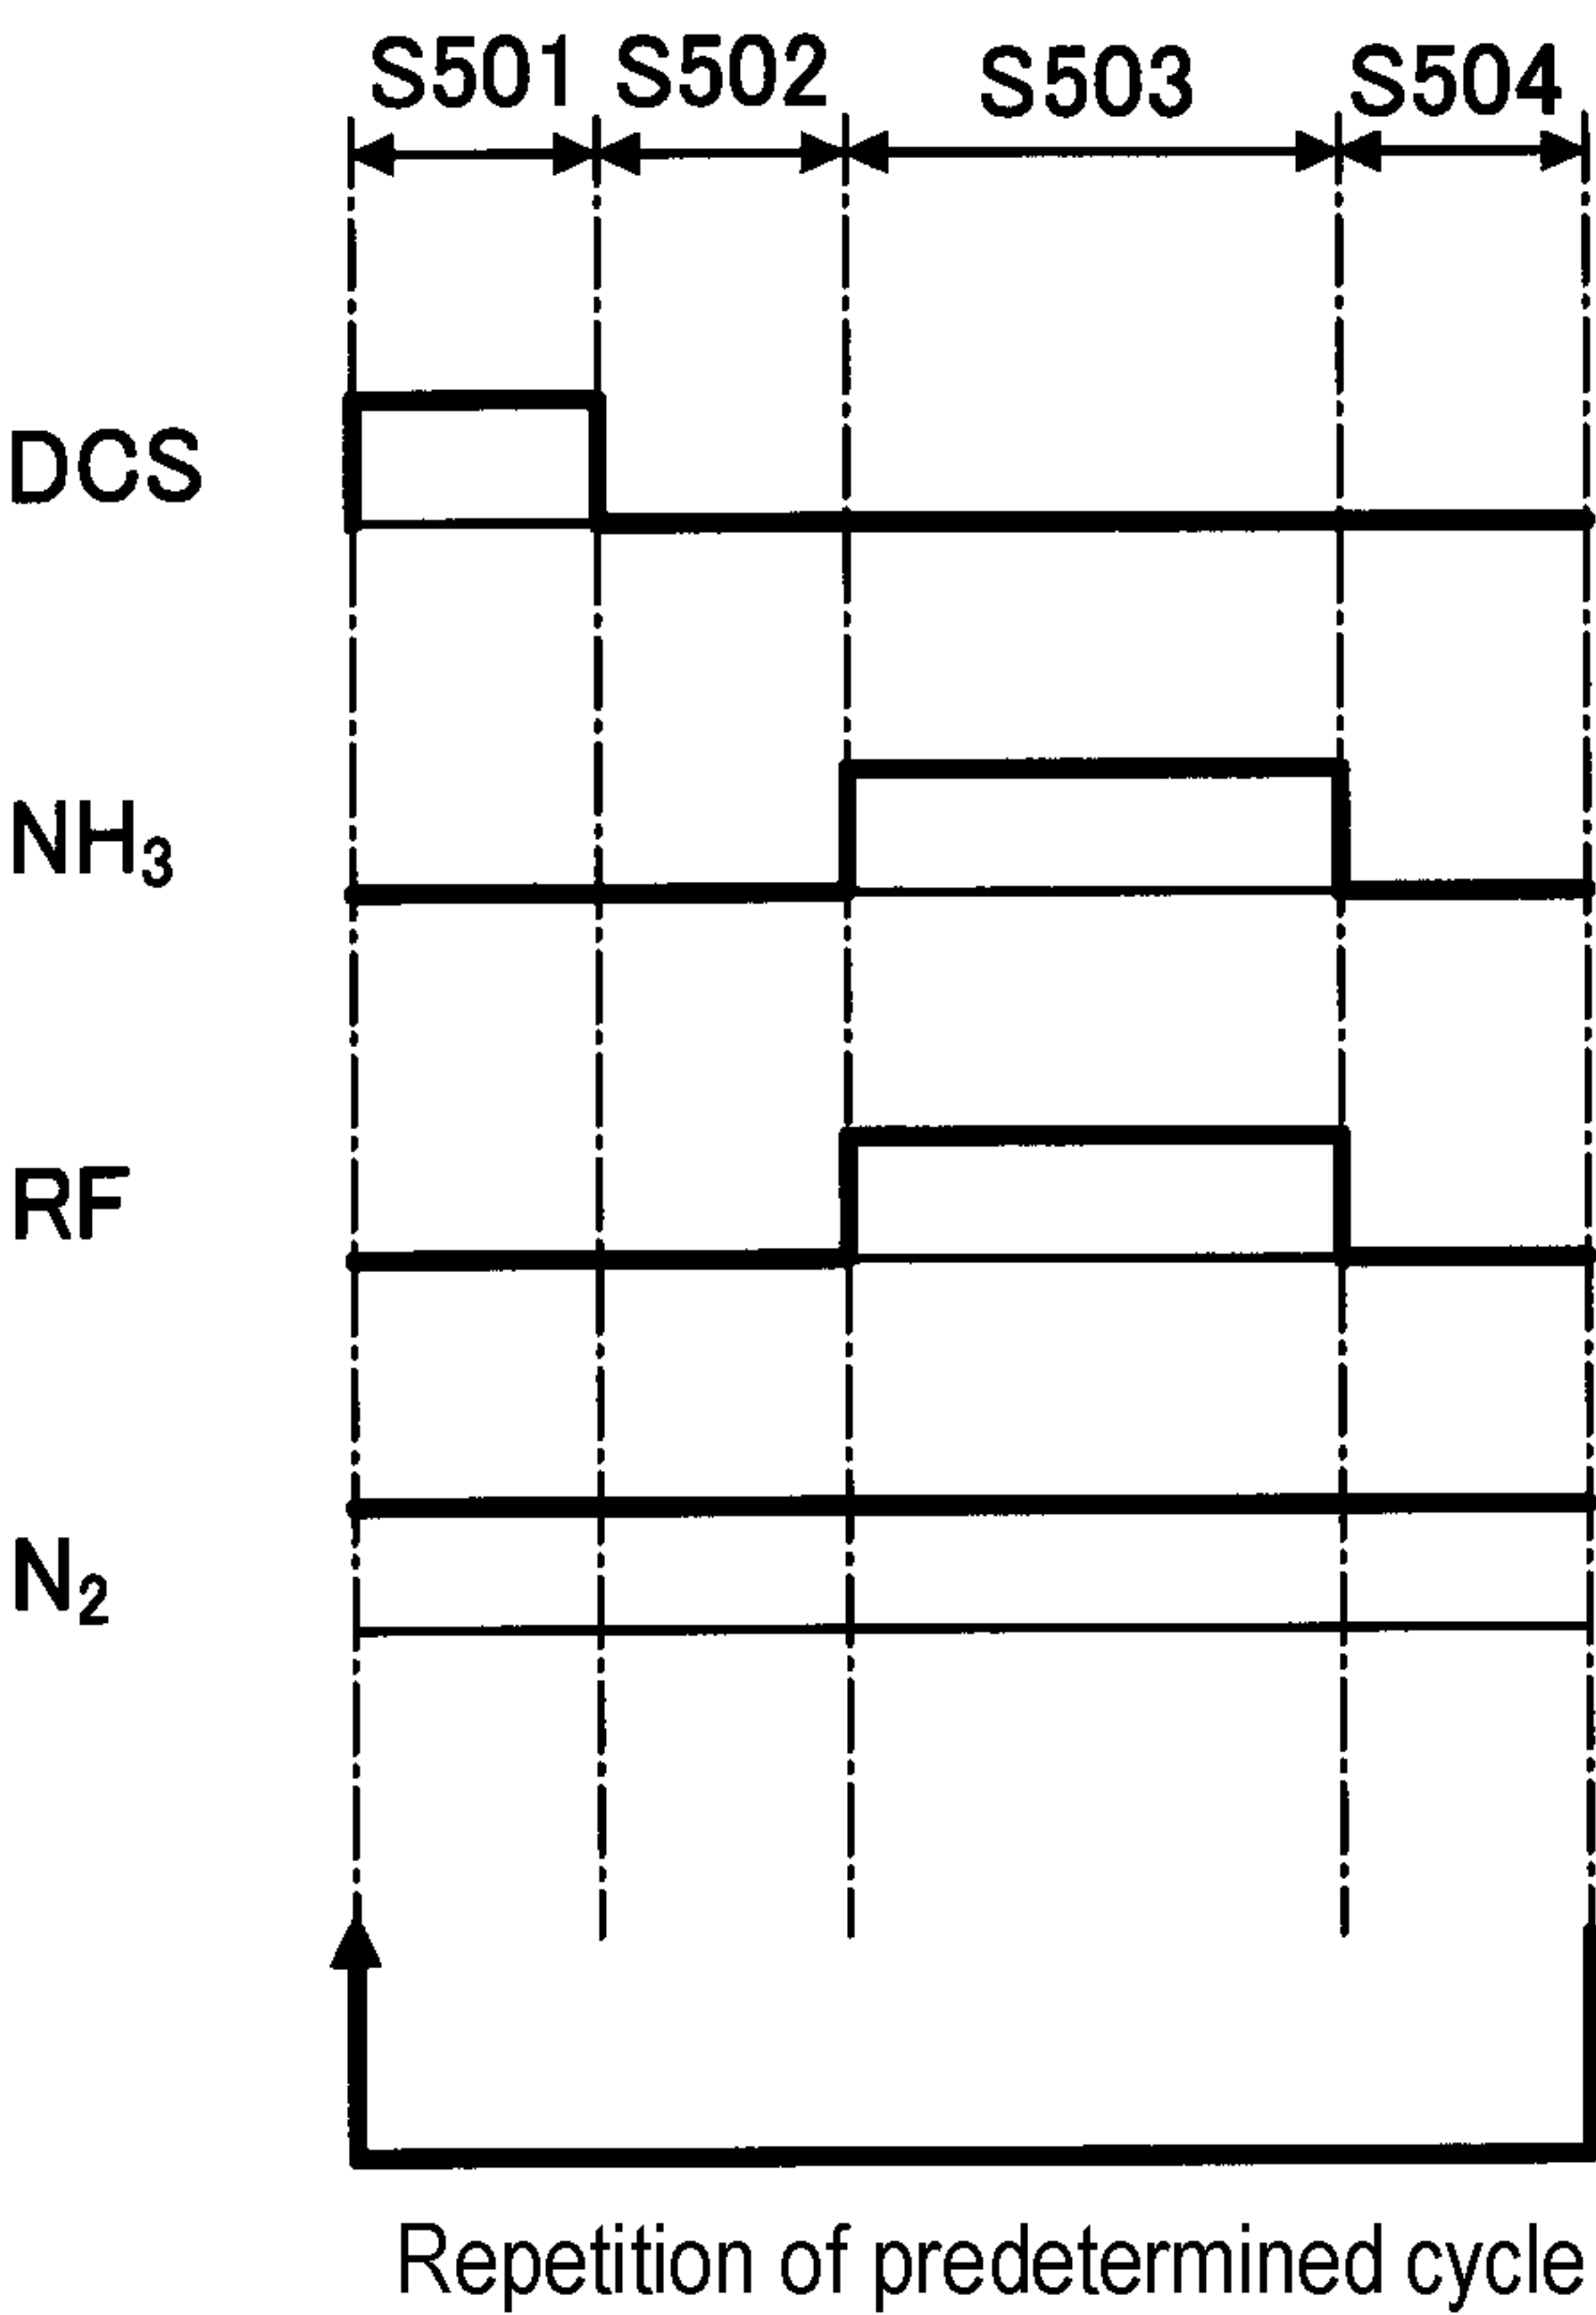 S501 S502 S503 S504
DCS
NH₃
RF
N₂
Repetition of predetermined cycle